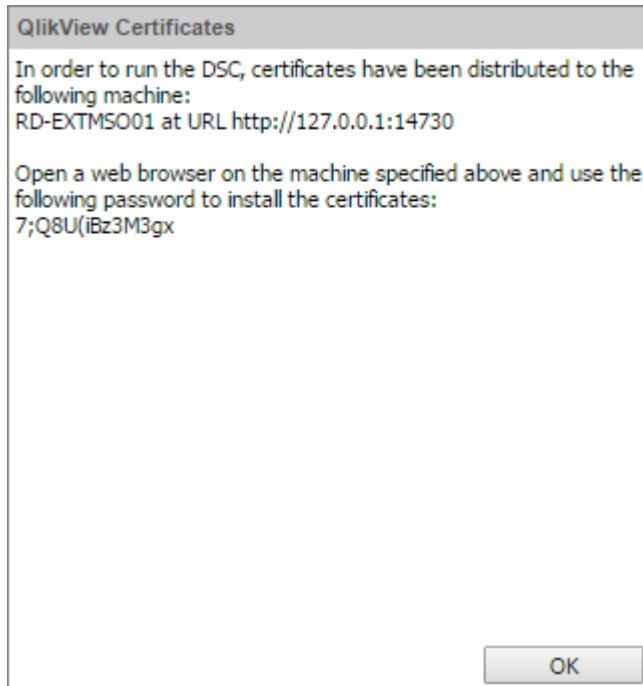 QlikView Certificates
In order to run the DSC, certificates have been distributed to the
following machine:
RD-EXTMSO01 at URL http://127.0.0.1:14730
Open a web browser on the machine specified above and use the
following password to install the certificates:
7;Q8U(iBz3M3gx
OK